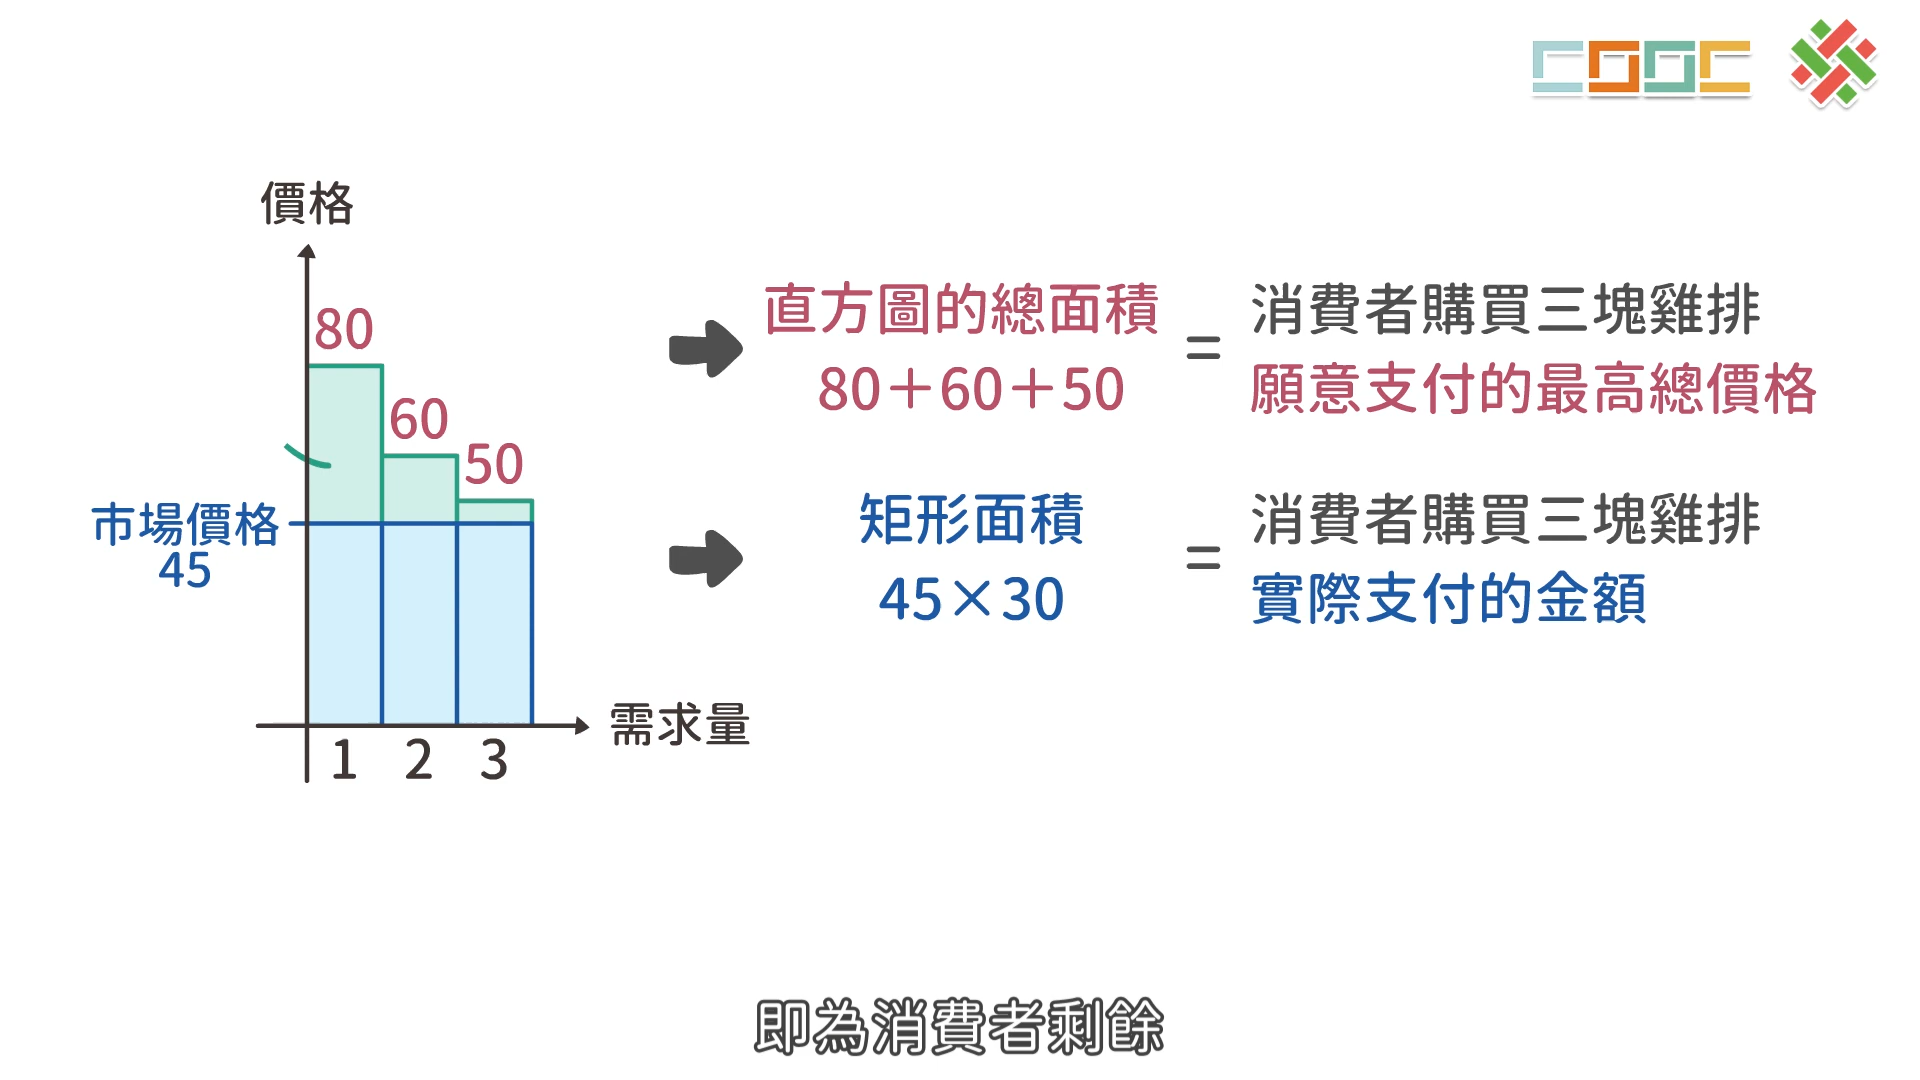 價格
80
60
50
市場價格
45
1 2 3
需求量
直方圖的總面積
80＋60＋50
=
消費者購買三塊雞排
願意支付的最高總價格
矩形面積
45×30
=
消費者購買三塊雞排
實際支付的金額
即為消費者剩餘